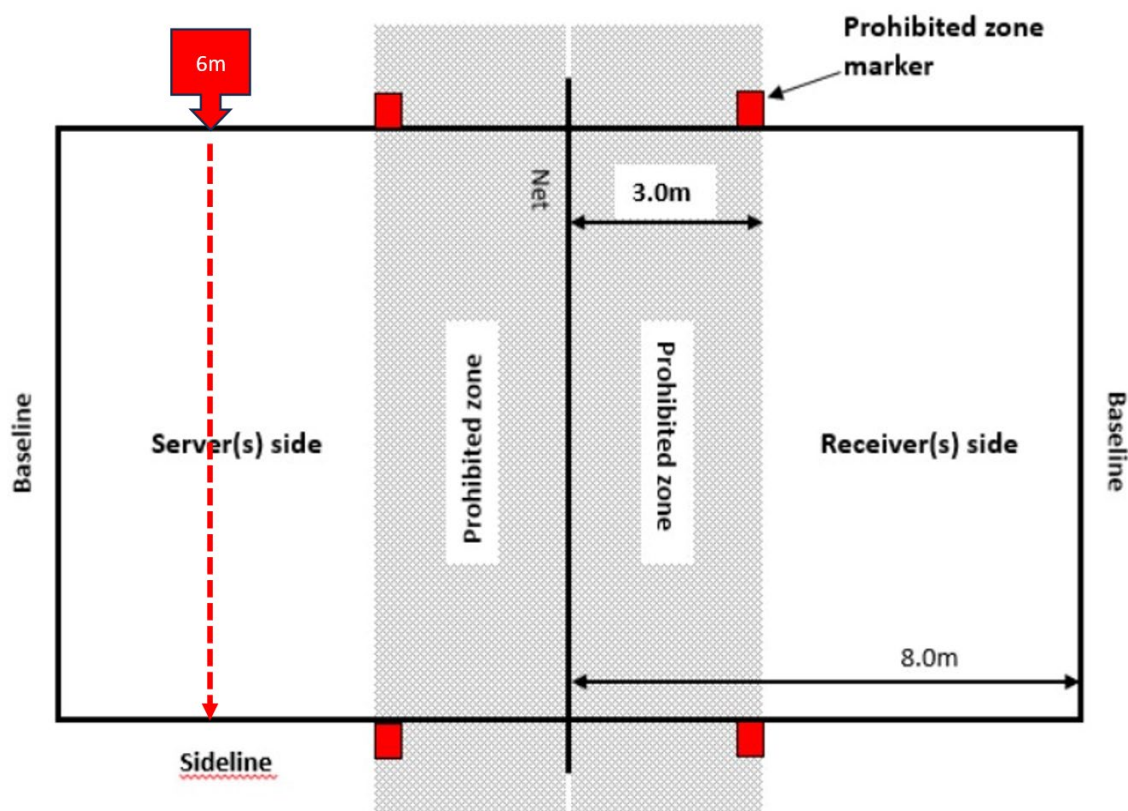 6m
Prohibited zone
marker
Net
3.0m
Baseline
Server(s) side
Prohibited zone
Prohibited zone
Receiver(s) side
Baseline
8.0m
Sideline